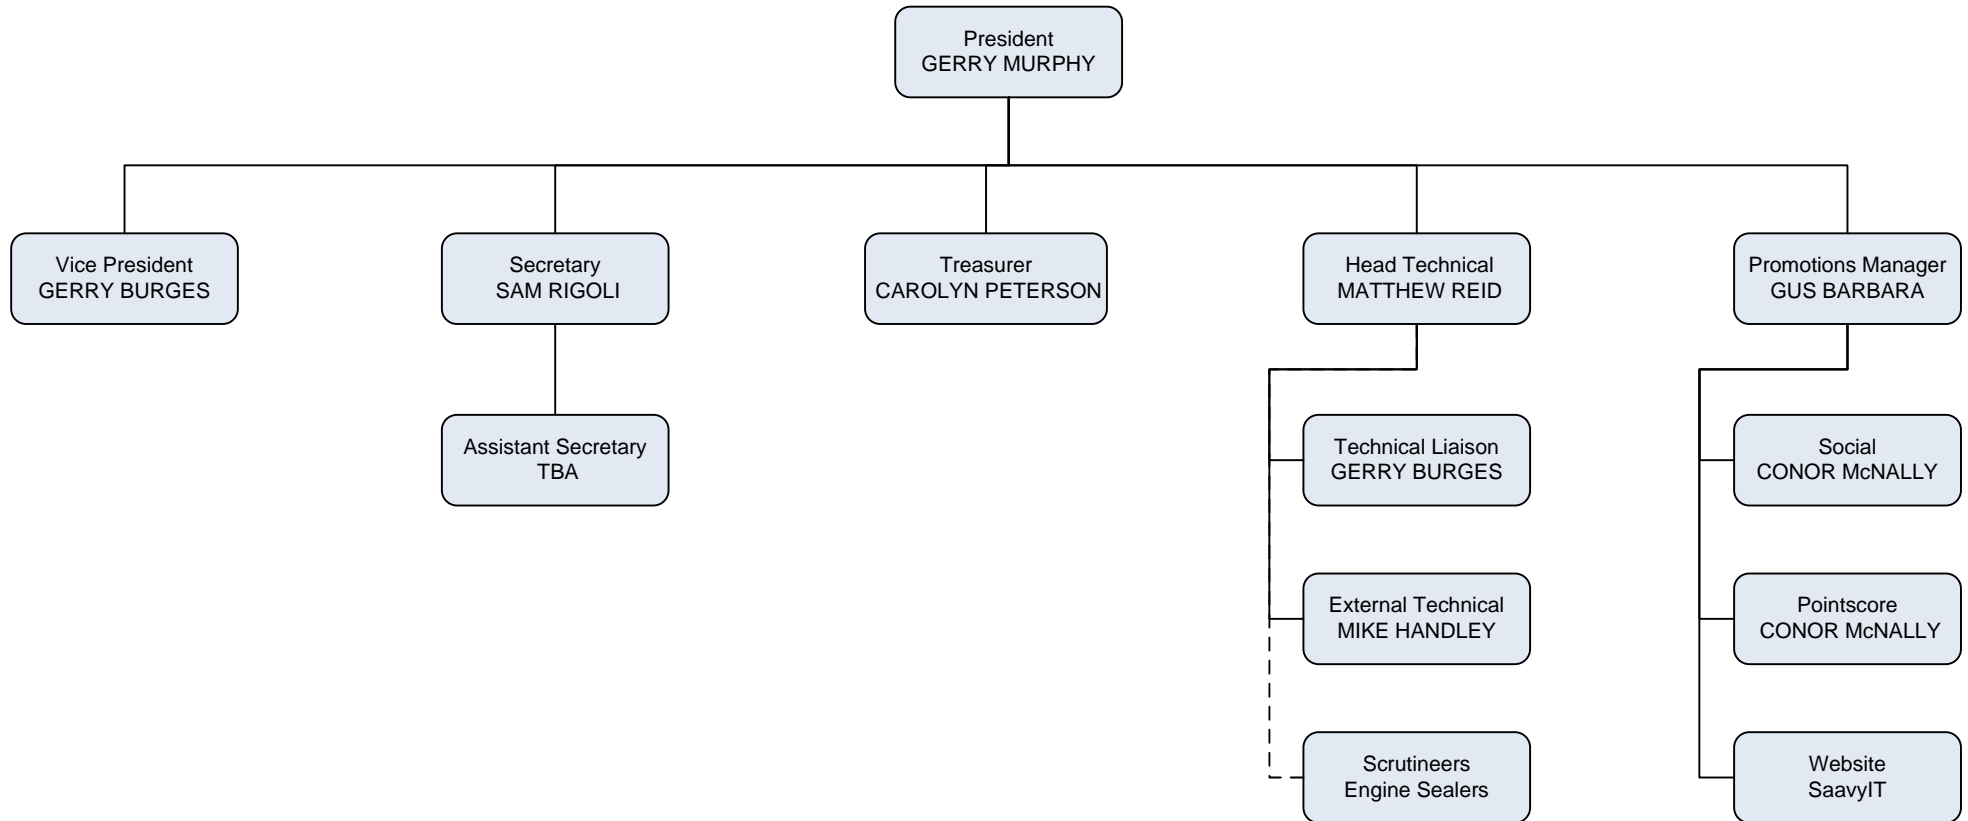 President
GERRY MURPHY
Vice President
GERRY BURGES
Secretary
SAM RIGOLI
Treasurer
CAROLYN PETERSON
Head Technical
MATTHEW REID
Promotions Manager
GUS BARBARA
Assistant Secretary
TBA
Technical Liaison
GERRY BURGES
Social
CONOR McNALLY
External Technical
MIKE HANDLEY
Pointscore
CONOR McNALLY
Scrutineers
Engine Sealers
Website
SaavyIT